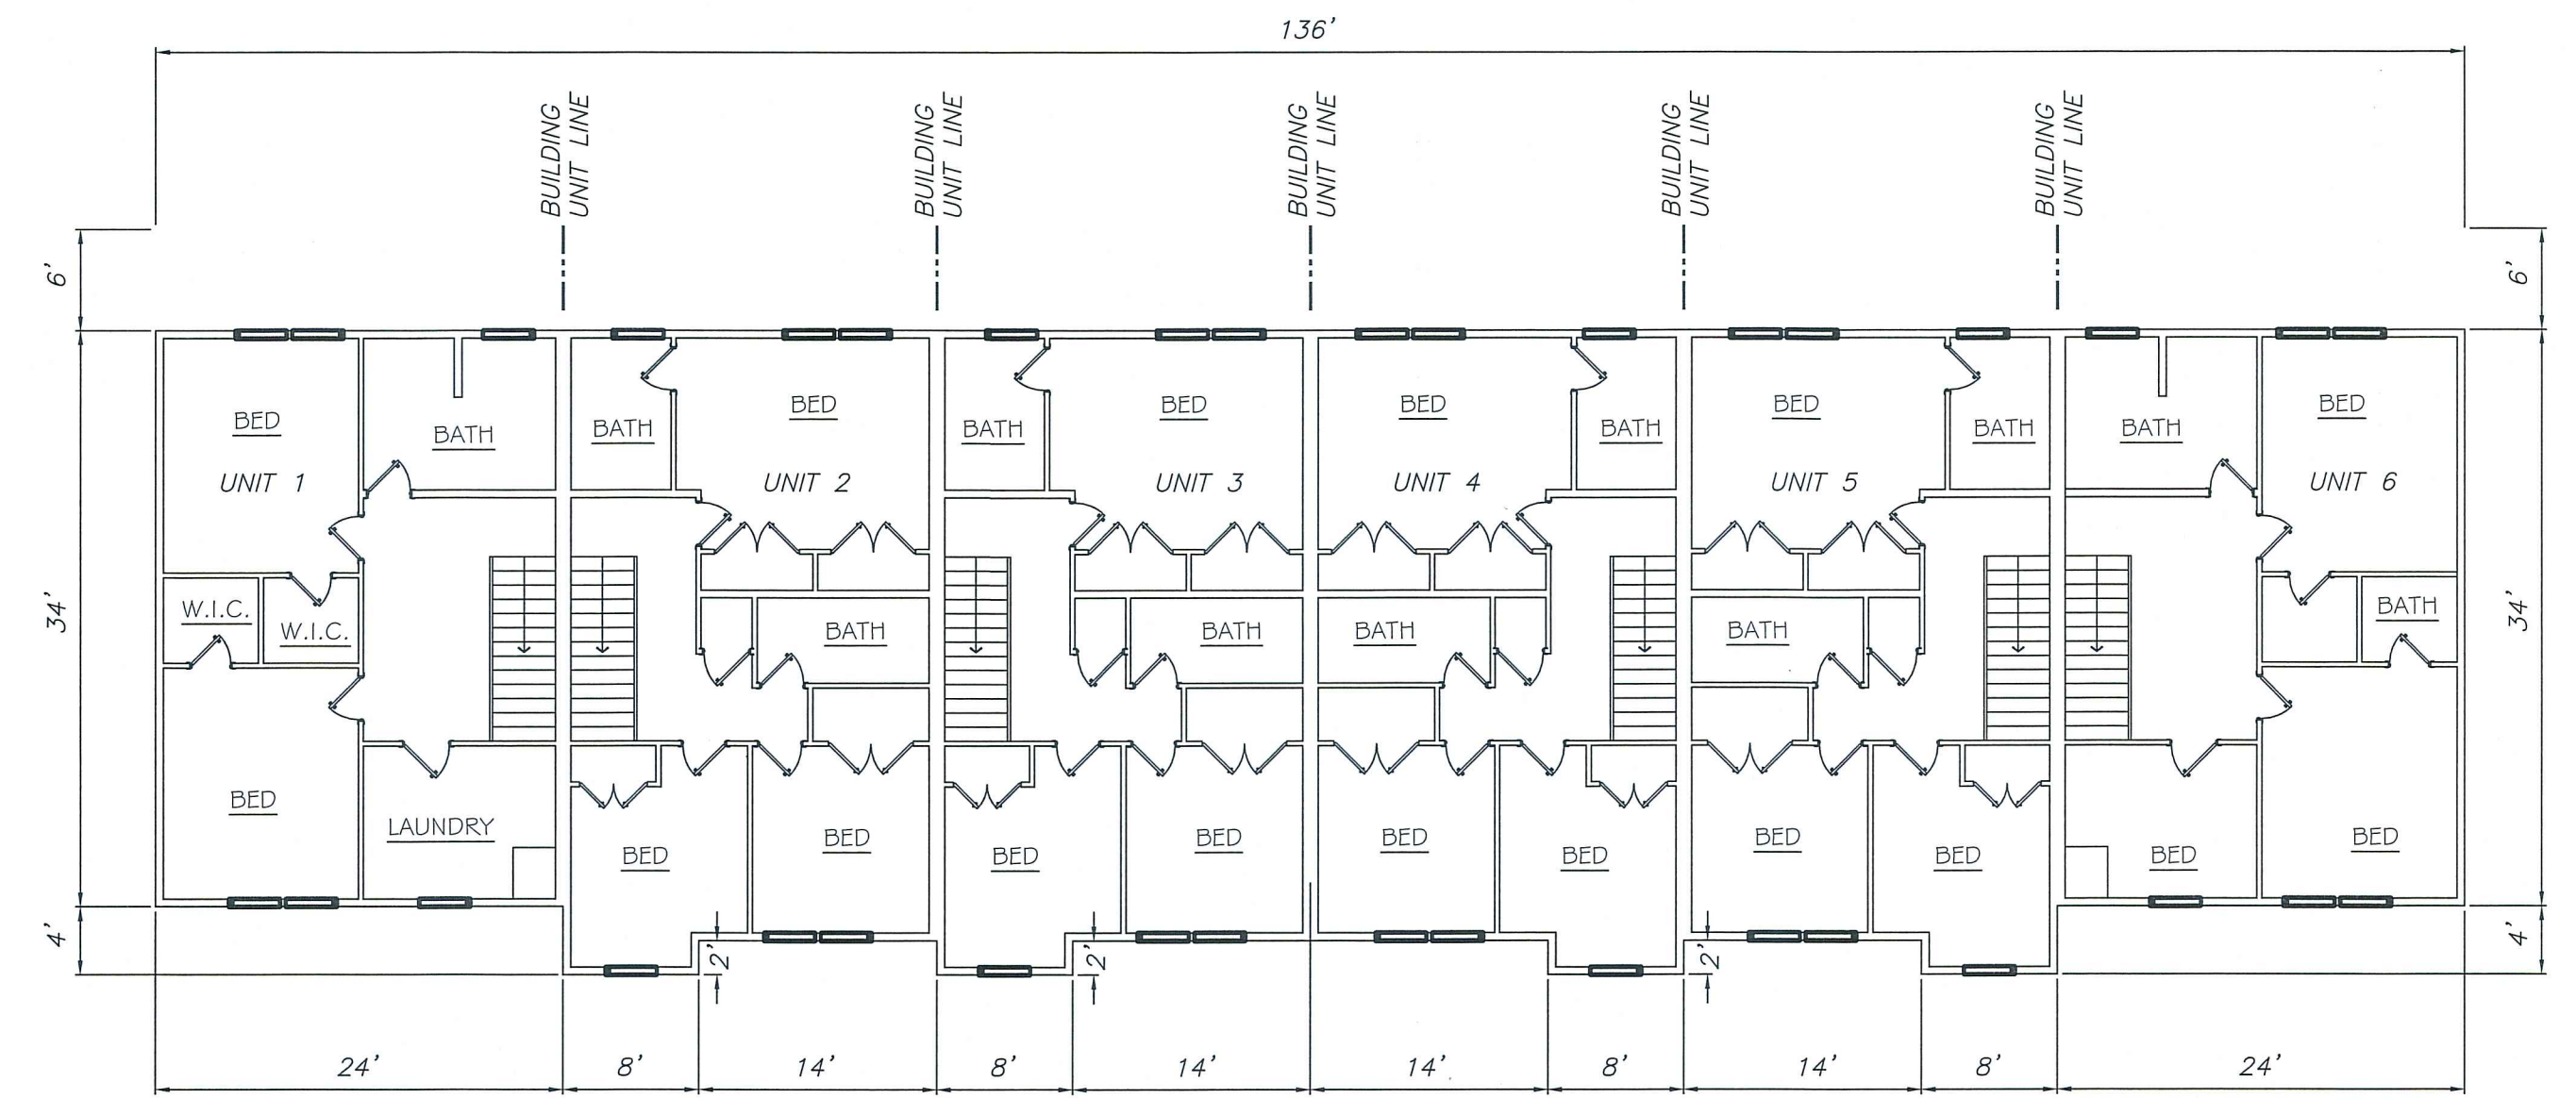 136'
BUILDING
UNIT LINE
BUILDING
UNIT LINE
BUILDING
UNIT LINE
BUILDING
UNIT LINE
BUILDING
UNIT LINE
6'
6'
BED
BATH
BATH
BED
BATH
BED
BED
BATH
BED
BATH
BATH
BED
UNIT 1
UNIT 2
UNIT 3
UNIT 4
UNIT 5
UNIT 6
34'
W.I.C.
W.I.C.
BATH
BATH
BATH
BATH
BATH
34'
BED
LAUNDRY
BED
BED
BED
BED
BED
BED
BED
BED
BED
BED
4'
2'
2'
2'
4'
24'
8'
14'
8'
14'
14'
8'
14'
8'
24'